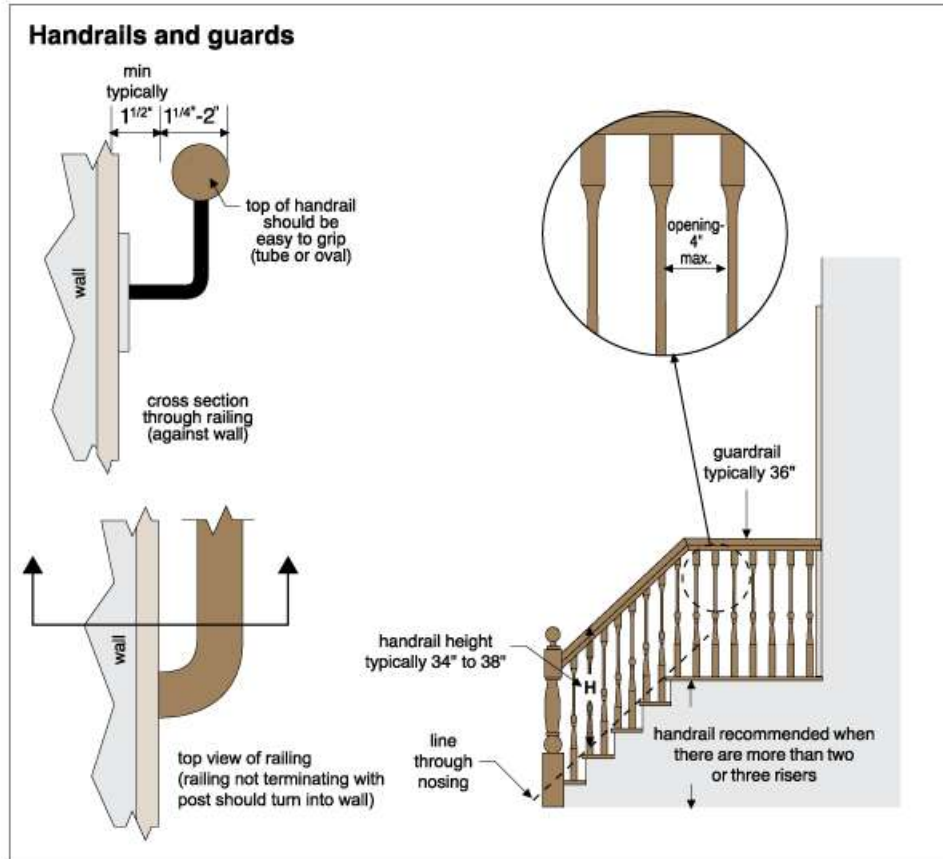 Handrails and guards
min
typically
1 1/2" 1 1/4"-2"
top of handrail
should be
easy to grip
(tube or oval)
wall
cross section
through railing
(against wall)
opening-
4"
max.
guardrail
typically 36"
wall
handrail height
typically 34" to 38"
H
line
through
nosing
handrail recommended when
there are more than two
or three risers
top view of railing
(railing not terminating with
post should turn into wall)